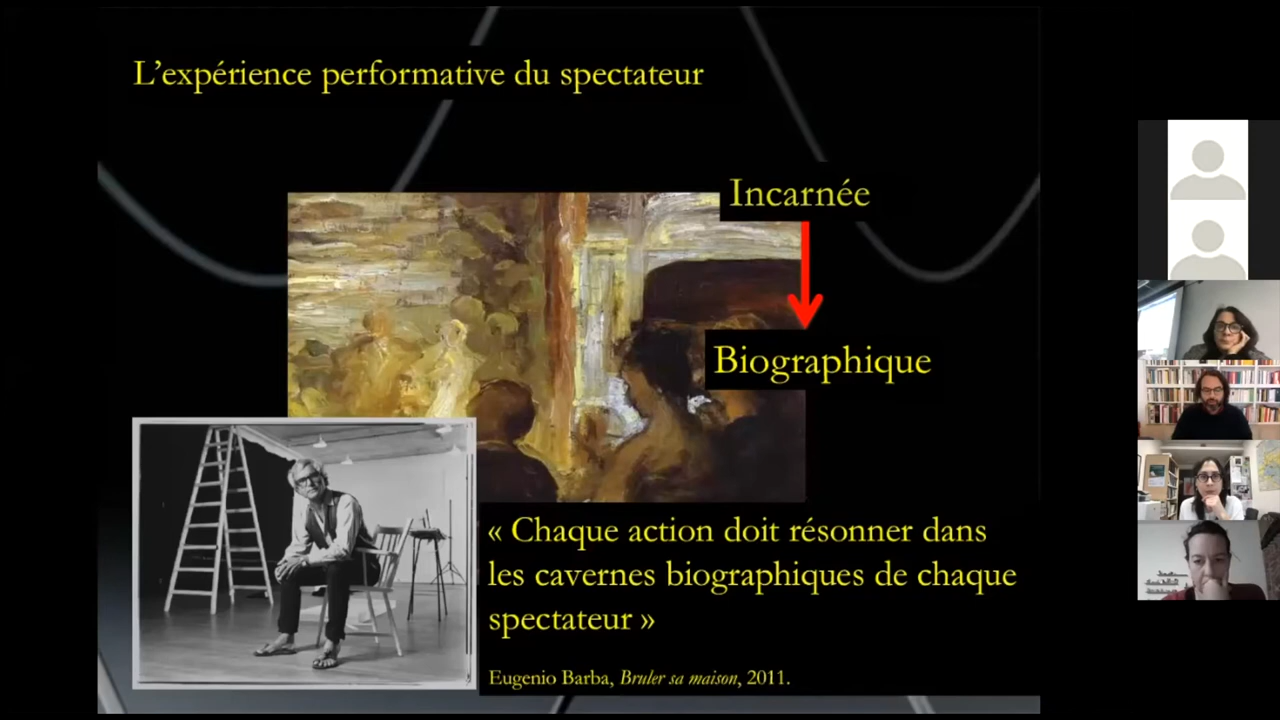 L'expérience performative du spectateur
Incarnée
Biographique
« Chaque action doit résonner dans
les cavernes biographiques de chaque
spectateur »
Eugenio Barba, Bruler sa maison, 2011.